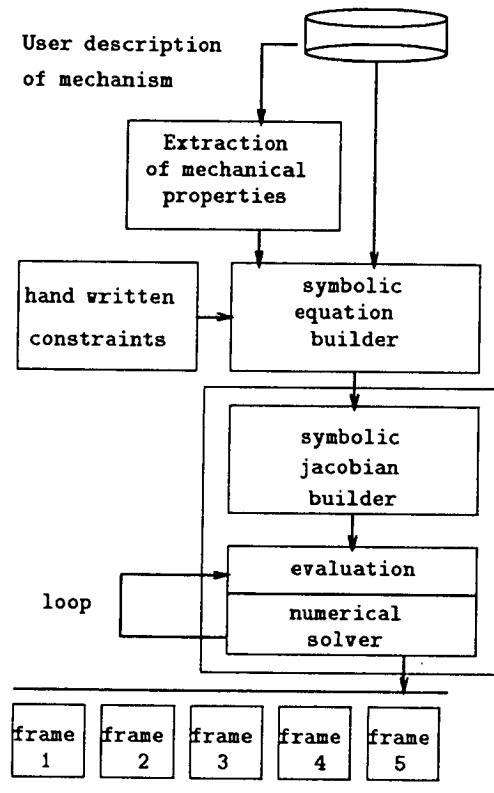 User description
of mechanism
Extraction
of mechanical
properties
hand written
constraints
symbolic
equation
builder
symbolic
jacobian
builder
evaluation
loop
numerical
solver
frame
1
frame
2
frame
3
frame
4
frame
5